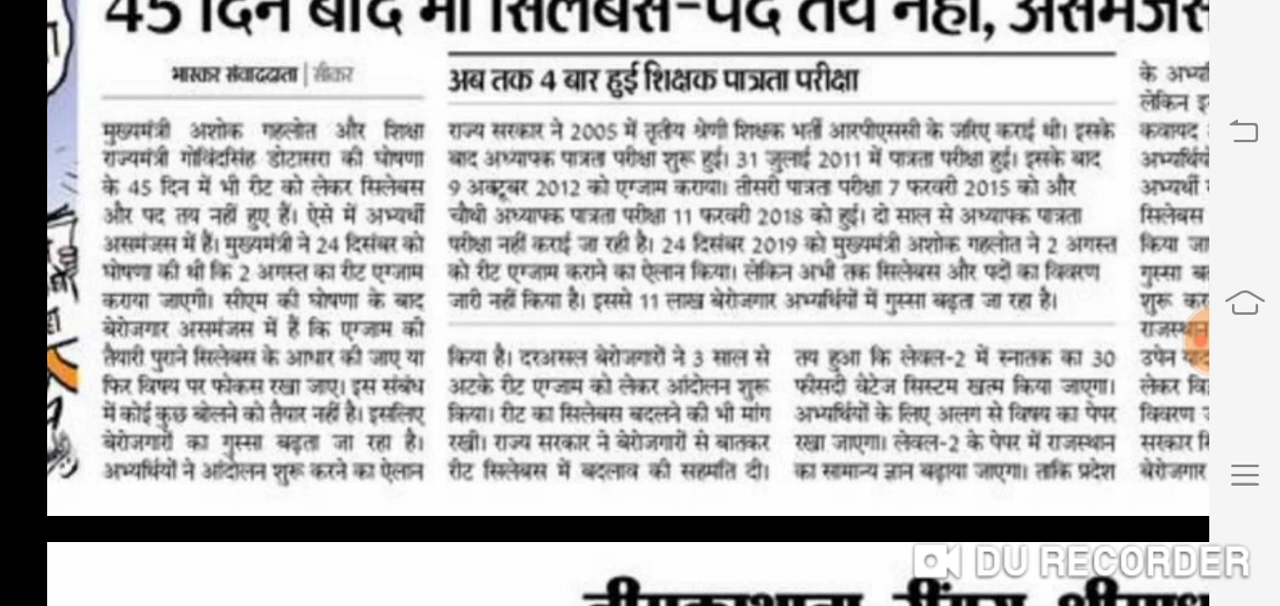 45 दिन बाद भी सिलेबस-पद तय नहीं, असमंजस
भास्कर संवाददाता | सीकर
मुख्यमंत्री अशोक गहलोत और शिक्षा
राज्यमंत्री गोविंदसिंह डोटासरा की घोषणा
के 45 दिन में भी रीट को लेकर सिलेबस
और पद तय नहीं हुए हैं। ऐसे में अभ्यर्थी
असमंजस में हैं। मुख्यमंत्री ने 24 दिसंबर को
घोषणा की थी कि 2 अगस्त का रीट एग्जाम
कराया जाएगी। सीएम की घोषणा के बाद
बेरोजगार असमंजस में हैं कि एग्जाम की
तैयारी पुराने सिलेबस के आधार की जाए या
फिर विषय पर फोकस रखा जाए। इस संबंध
में कोई कुछ बोलने को तैयार नहीं है। इसलिए
बेरोजगारों का गुस्सा बढ़ता जा रहा है।
अभ्यर्थियों ने आंदोलन शुरू करने का ऐलान
अब तक 4 बार हुई शिक्षक पात्रता परीक्षा
राज्य सरकार ने 2005 में तृतीय श्रेणी शिक्षक भर्ती आरपीएससी के जरिए कराई थी। इसके
बाद अध्यापक पात्रता परीक्षा शुरू हुई। 31 जुलाई 2011 में पात्रता परीक्षा हुई। इसके बाद
9 अक्टूबर 2012 को एग्जाम कराया। तीसरी पात्रता परीक्षा 7 फरवरी 2015 को और
चौथी अध्यापक पात्रता परीक्षा 11 फरवरी 2018 को हुई। दो साल से अध्यापक पात्रता
परीक्षा नहीं कराई जा रही है। 24 दिसंबर 2019 को मुख्यमंत्री अशोक गहलोत ने 2 अगस्त
को रीट एग्जाम कराने का ऐलान किया। लेकिन अभी तक सिलेबस और पदों का विवरण
जारी नहीं किया है। इससे 11 लाख बेरोजगार अभ्यर्थियों में गुस्सा बढ़ता जा रहा है।
किया है। दरअसल बेरोजगारों ने 3 साल से
अटके रीट एग्जाम को लेकर आंदोलन शुरू
किया। रीट का सिलेबस बदलने की भी मांग
रखी। राज्य सरकार ने बेरोजगारों से बातकर
रीट सिलेबस में बदलाव की सहमति दी।
तय हुआ कि लेवल-2 में स्नातक का 30
फीसदी वेटेज सिस्टम खत्म किया जाएगा।
अभ्यर्थियों के लिए अलग से विषय का पेपर
रखा जाएगा। लेवल-2 के पेपर में राजस्थान
का सामान्य ज्ञान बढ़ाया जाएगा। ताकि प्रदेश
के
लेकिन
कवायद
अभ्यर्थी
सिलेबस
किया जा
गुस्सा
शुरू कर
राजस्थान
उपेन
लेकर
विवरण
सरकार
बेरोजगार
DU RECORDER